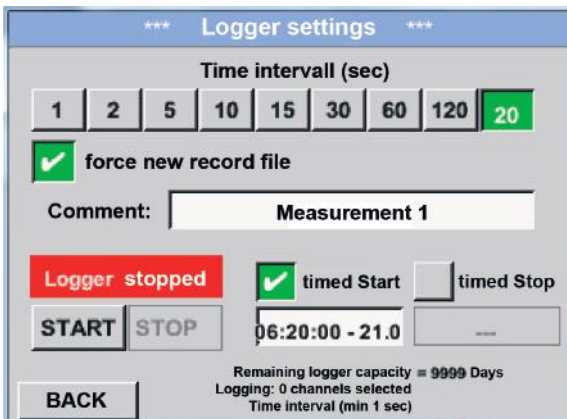 *** Logger settings ***
Time intervall (sec)
1 2 5 10 15 30 60 120 20
force new record file
Comment: Measurement 1
Logger stopped timed Start timed Stop
START STOP 06:20:00 - 21.0 ---
Remaining logger capacity = 9999 Days
Logging: 0 channels selected
BACK Time interval (min 1 sec)